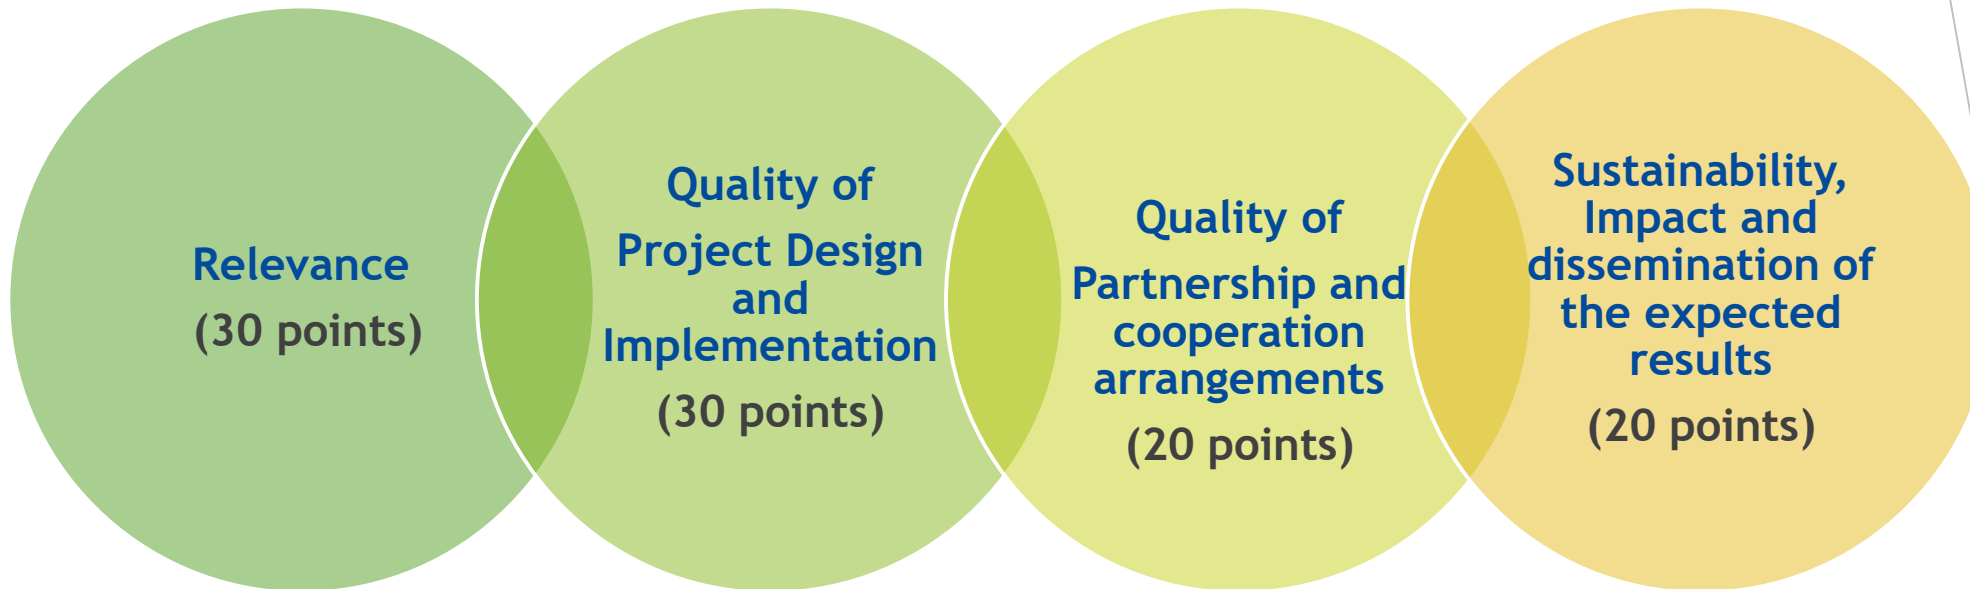 Relevance
(30 points)
Quality of
Project Design
and
Implementation
(30 points)
Quality of
Partnership and
cooperation
arrangements
(20 points)
Sustainability,
Impact and
dissemination of
the expected
results
(20 points)